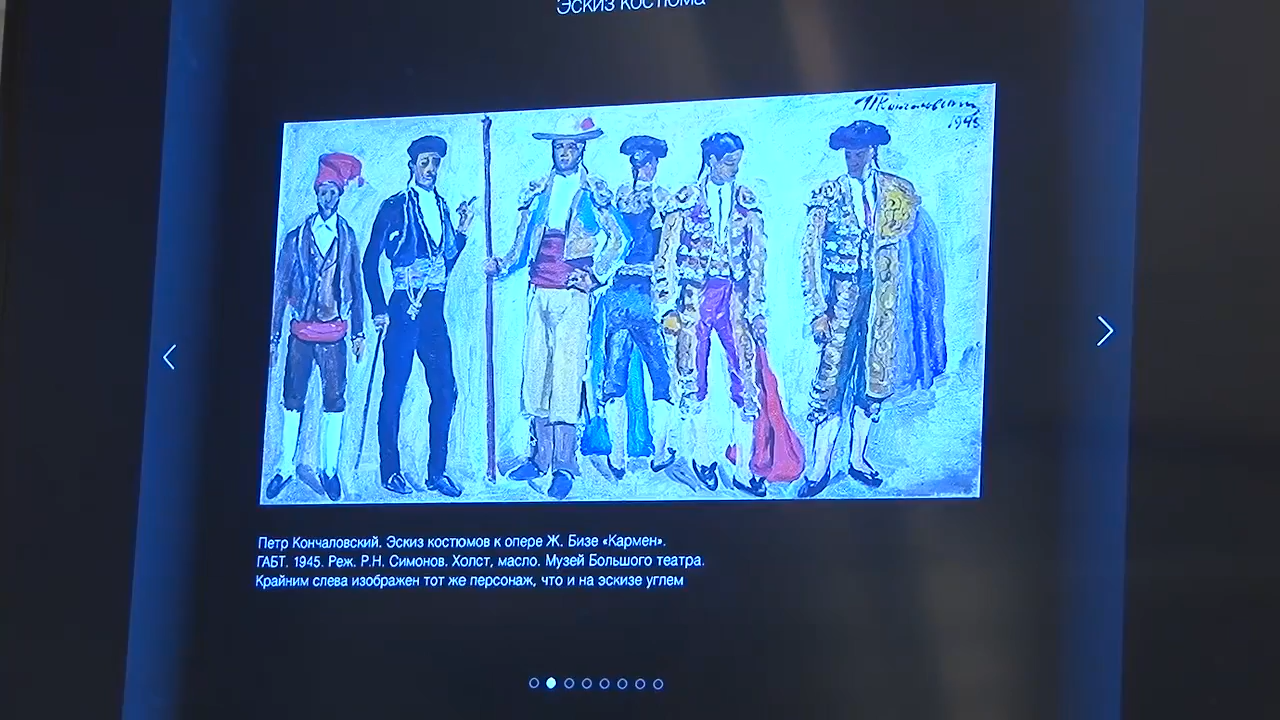 Эскиз костюма
П Кончаловский
1945
Петр Кончаловский. Эскиз костюмов к опере Ж. Бизе «Кармен».
ГАБТ. 1945. Реж. Р.Н. Симонов. Холст, масло. Музей Большого театра.
Крайним слева изображен тот же персонаж, что и на эскизе углем